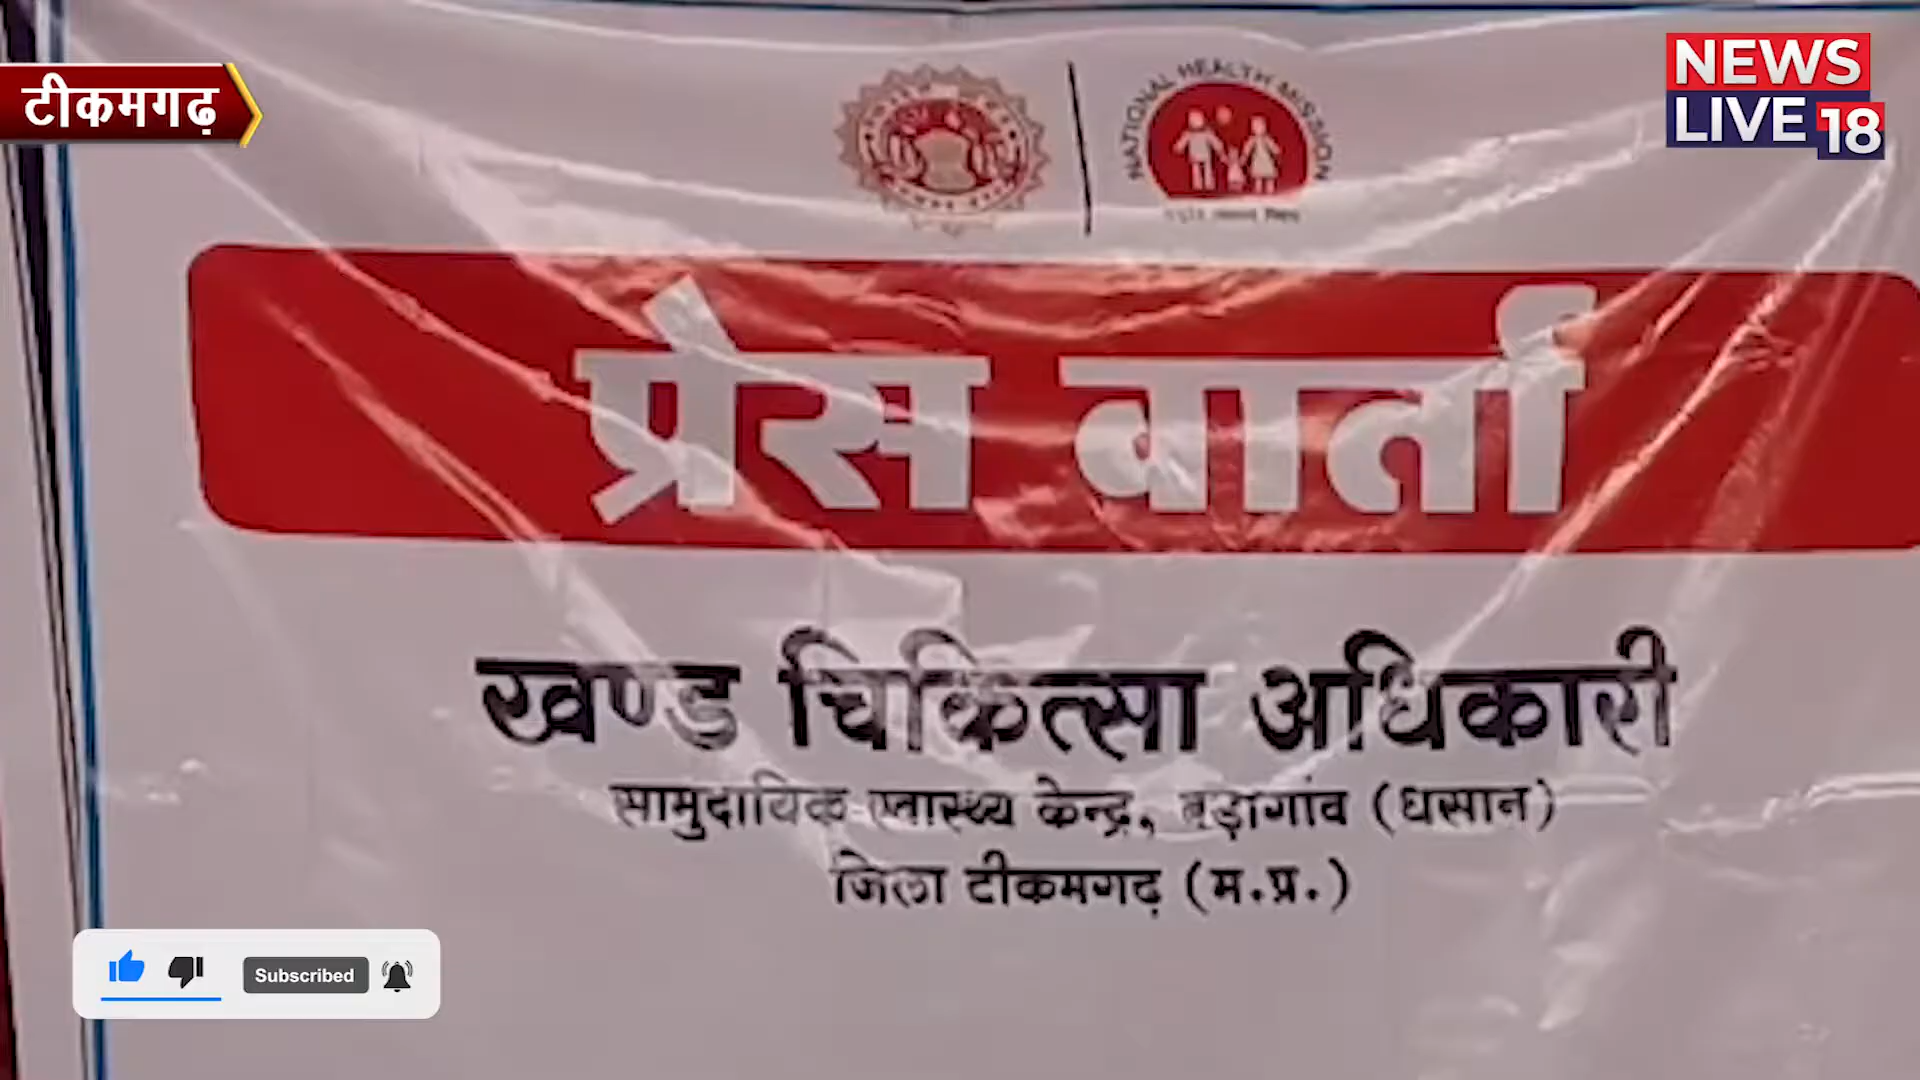 टीकमगढ़
NEWS
LIVE 18
NATIONAL HEALTH MISSION
प्रेस वार्ता
खण्ड चिकित्सा अधिकारी
सामुदायिक स्वास्थ्य केन्द्र, बड़ागांव (धसान)
जिला टीकमगढ़ (म.प्र.)
Subscribed